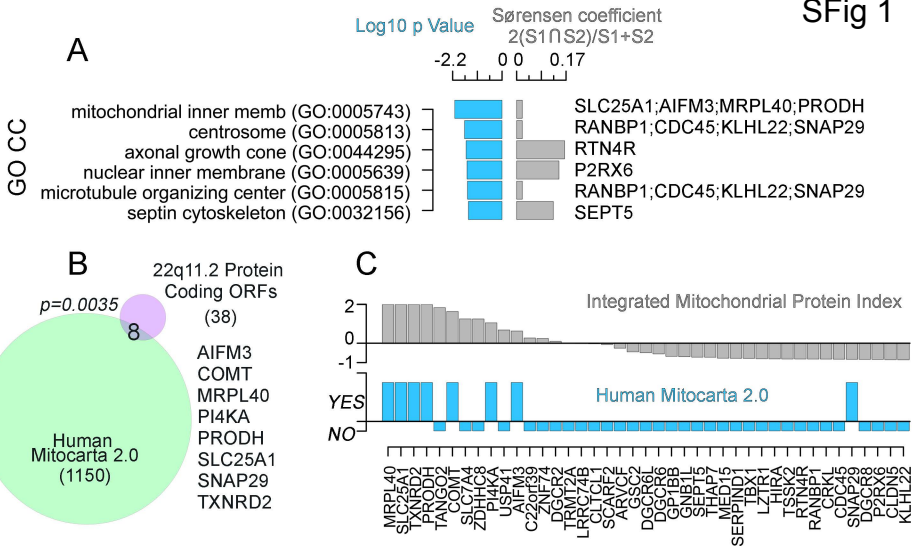 SFig 1
A
Log10 p Value
Sørensen coefficient
2(S1∩S2)/S1+S2
-2.2 0 0 0.17
GO CC
mitochondrial inner memb (GO:0005743) SLC25A1;AIFM3;MRPL40;PRODH
centrosome (GO:0005813) RANBP1;CDC45;KLHL22;SNAP29
axonal growth cone (GO:0044295) RTN4R
nuclear inner membrane (GO:0005639) P2RX6
microtubule organizing center (GO:0005815) RANBP1;CDC45;KLHL22;SNAP29
septin cytoskeleton (GO:0032156) SEPT5
B
22q11.2 Protein
Coding ORFs
(38)
p=0.0035
8
Human
Mitocarta 2.0
(1150)
AIFM3
COMT
MRPL40
PI4KA
PRODH
SLC25A1
SNAP29
TXNRD2
C
Integrated Mitochondrial Protein Index
2
0
-1
Human Mitocarta 2.0
YES
NO
MRPL40
SLC25A1
TXNRD2
PRODH
TANGO2
COMT
SLC7A4
ZDHHC8
PI4KA
USP41
AIFM3
C22orf39
ZNF74
DGCR2
TRMT2A
LRRC74B
CLTCL1
SCARF2
ARVCF
GSC2
DGCR6L
DGCR6
GP1BB
GNB1L
SEPT5
THAP7
MED15
SERPIND1
TBX1
LZTR1
HIRA
TSSK2
RTN4R
RANBP1
CRKL
CDC45
SNAP29
DGCR8
P2RX6
CLDN5
KLHL22